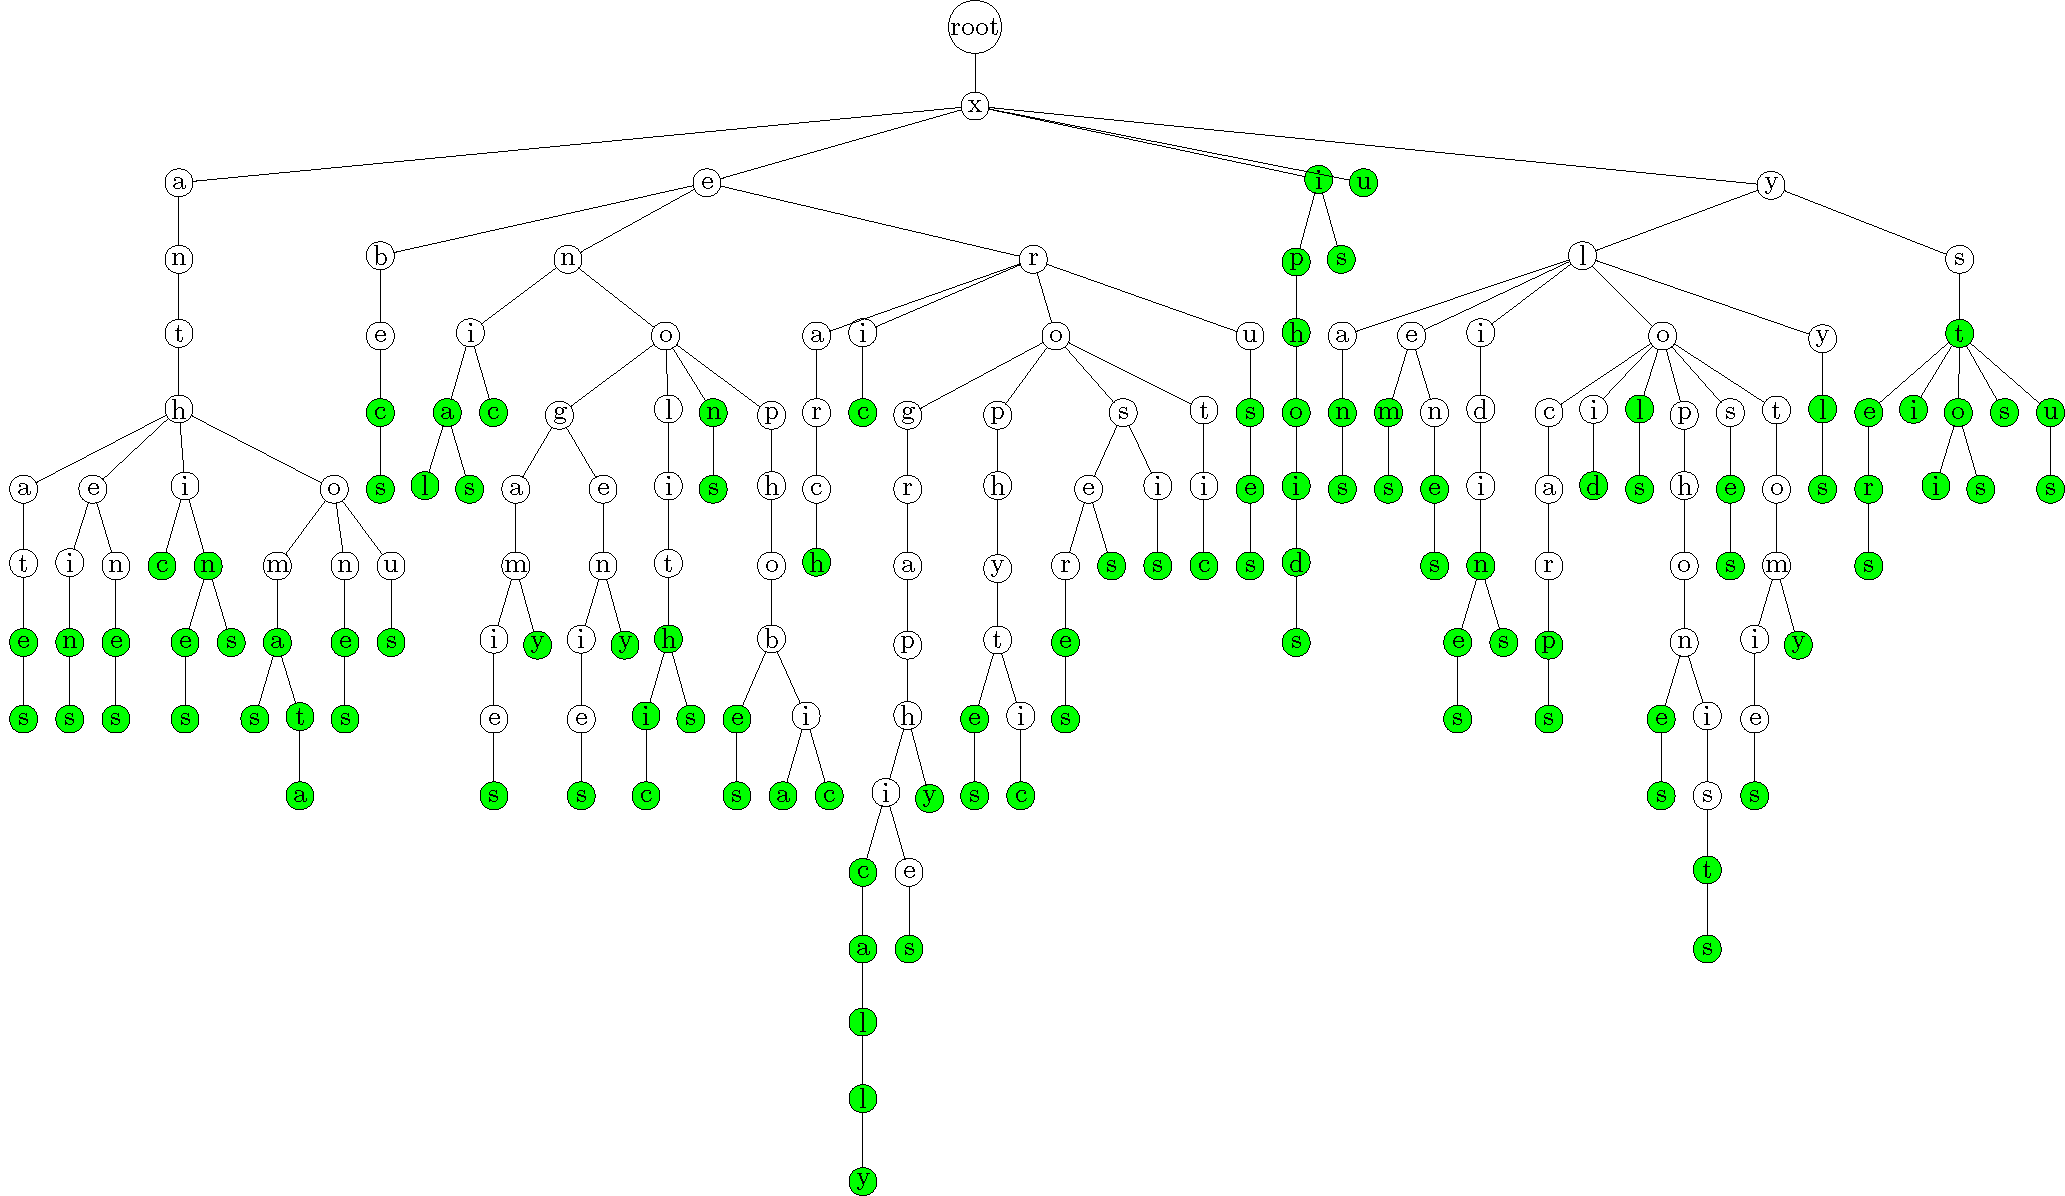 root
x
a e i u y
n b n r p s l s
t e i o a i o u h a e i o y t
h c a c g l n p r c g p s t s o n m n d c i l p s t l e i o s u
a e i o s l s a e i s h c r h e i i e i s s e i a d s h e o s r i s s
t i n c n m n u m n t o h a y r s s c s d s n r o s m s
e n e e s a e s i y i y h b p t e s e s p n i y
s s s s s t s e e i s e i h e i s s s e i e
a s s c s a c i y s c s s s
c e t
a s s
l
l
y